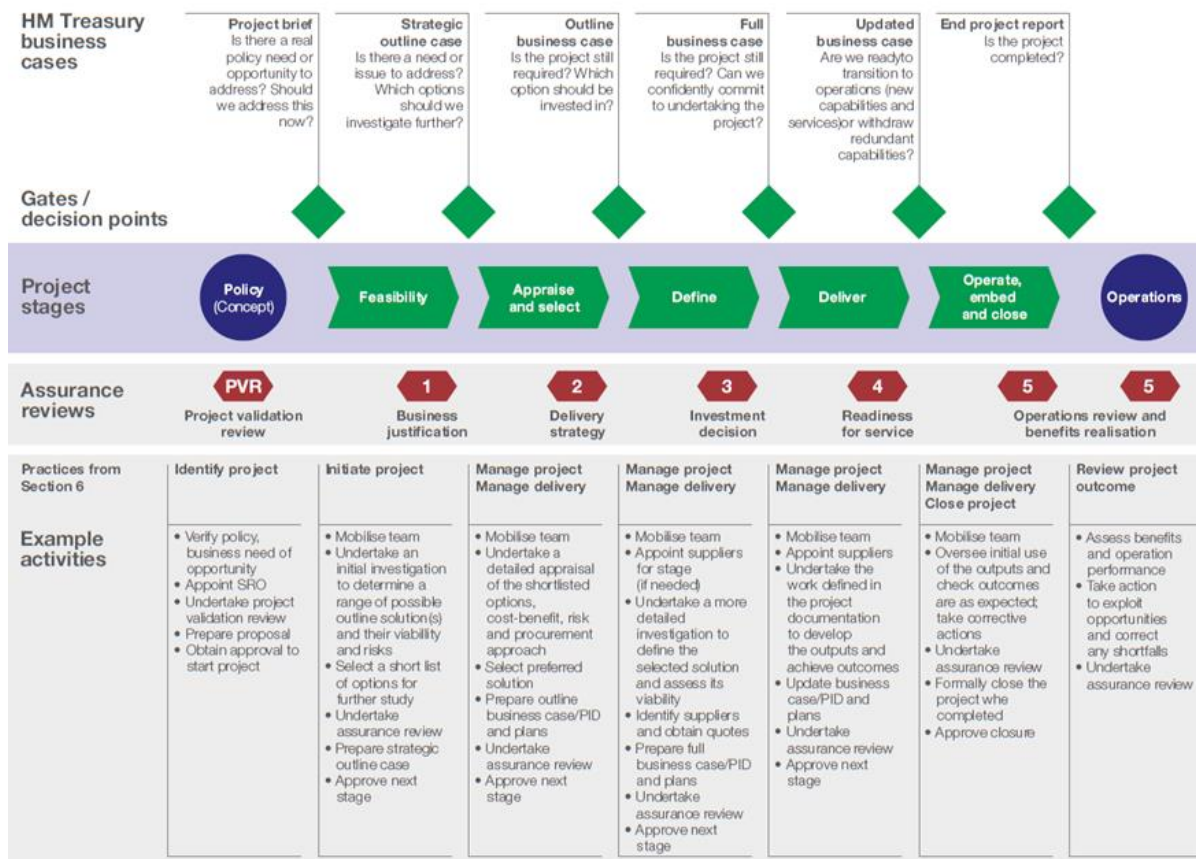 HM Treasury
business
cases
Project brief
Is there a real
policy need or
opportunity to
address? Should
we address this
now?
Strategic
outline case
Is there a need or
issue to address?
Which options
should we
investigate further?
Outline
business case
Is the project still
required? Which
option should be
invested in?
Full
business case
Is the project still
required? Can we
confidently commit
to undertaking the
project?
Updated
business case
Are we readyto
transition to
operations (new
capabilities and
services)or withdraw
redundant
capabilities?
End project report
Is the project
completed?
Gates /
decision points
Project
stages
Policy
(Concept)
Feasibility
Appraise
and select
Define
Deliver
Operate,
embed
and close
Operations
Assurance
reviews
PVR
Project validation
review
1
Business
justification
2
Delivery
strategy
3
Investment
decision
4
Readiness
for service
5
5
Operations review and
benefits realisation
Practices from
Section 6
Identify project
Initiate project
Manage project
Manage delivery
Manage project
Manage delivery
Manage project
Manage delivery
Manage project
Manage delivery
Close project
Review project
outcome
Example
activities
• Verify policy,
business need of
opportunity
• Appoint SRO
• Undertake project
validation review
• Prepare proposal
• Obtain approval to
start project
• Mobilise team
• Undertake an
initial investigation
to determine a
range of possible
outline solution(s)
and their viability
and risks
• Select a short list
of options for
further study
• Undertake
assurance review
• Prepare strategic
outline case
• Approve next
stage
• Mobilise team
• Undertake a
detailed appraisal
of the shortlisted
options,
cost-benefit, risk
and procurement
approach
• Select preferred
solution
• Prepare outline
business case/PID
and plans
• Undertake
assurance review
• Approve next
stage
• Mobilise team
• Appoint suppliers
for stage
(if needed)
• Undertake a more
detailed
investigation to
define the
selected solution
and assess its
viability
• Identify suppliers
and obtain quotes
• Prepare full
business case/PID
and plans
• Undertake
assurance review
• Approve next
stage
• Mobilise team
• Appoint suppliers
• Undertake the
work defined in
the project
documentation
to develop
the outputs and
achieve outcomes
• Update business
case/PID and
plans
• Undertake
assurance review
• Approve next
stage
• Mobilise team
• Oversee initial use
of the outputs and
check outcomes
are as expected;
take corrective
actions
• Undertake
assurance review
• Formally close the
project whe
completed
• Approve closure
• Assess benefits
and operation
performance
• Take action
to exploit
opportunities
and correct
any shortfalls
• Undertake
assurance review